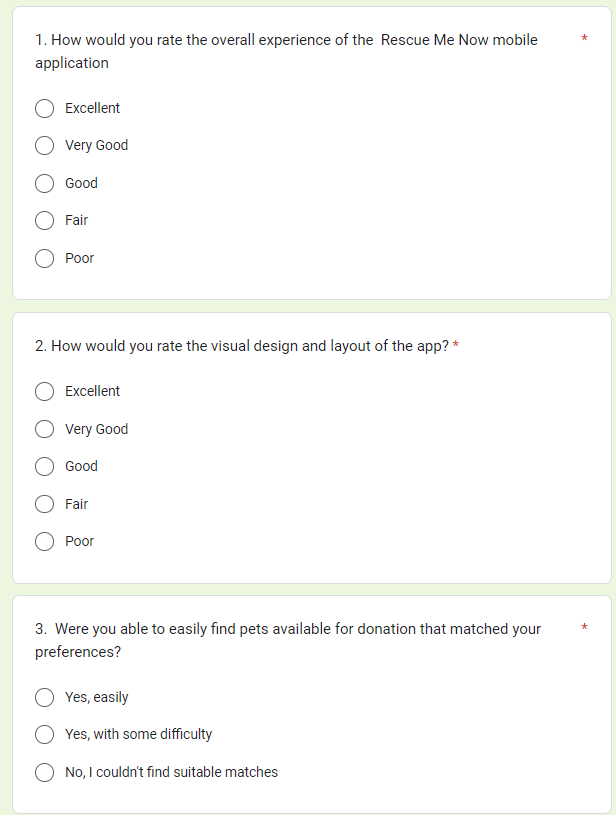 1. How would you rate the overall experience of the  Rescue Me Now mobile *
application
Excellent
Very Good
Good
Fair
Poor
2. How would you rate the visual design and layout of the app? *
Excellent
Very Good
Good
Fair
Poor
3.  Were you able to easily find pets available for donation that matched your *
preferences?
Yes, easily
Yes, with some difficulty
No, I couldn't find suitable matches